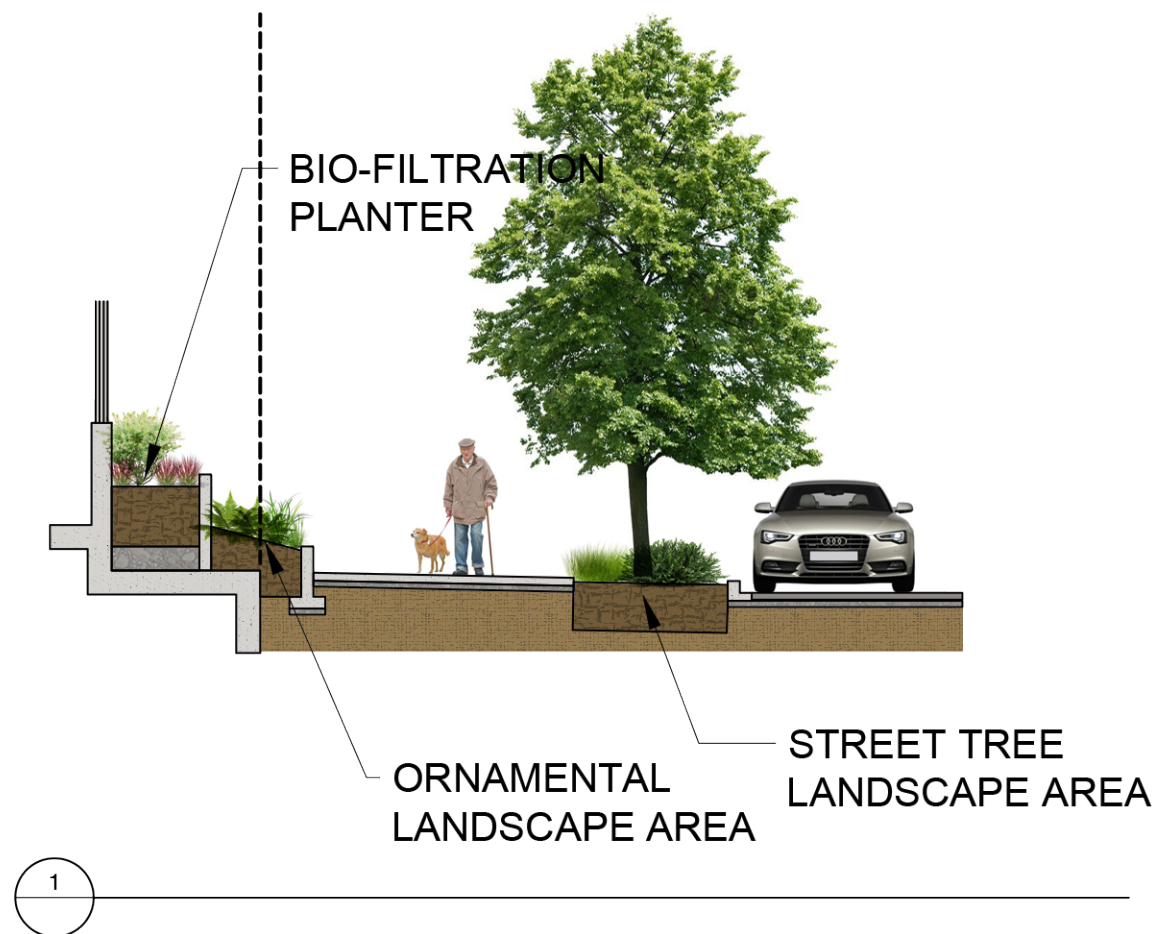 BIO-FILTRATION
PLANTER
STREET TREE
LANDSCAPE AREA
ORNAMENTAL
LANDSCAPE AREA
1